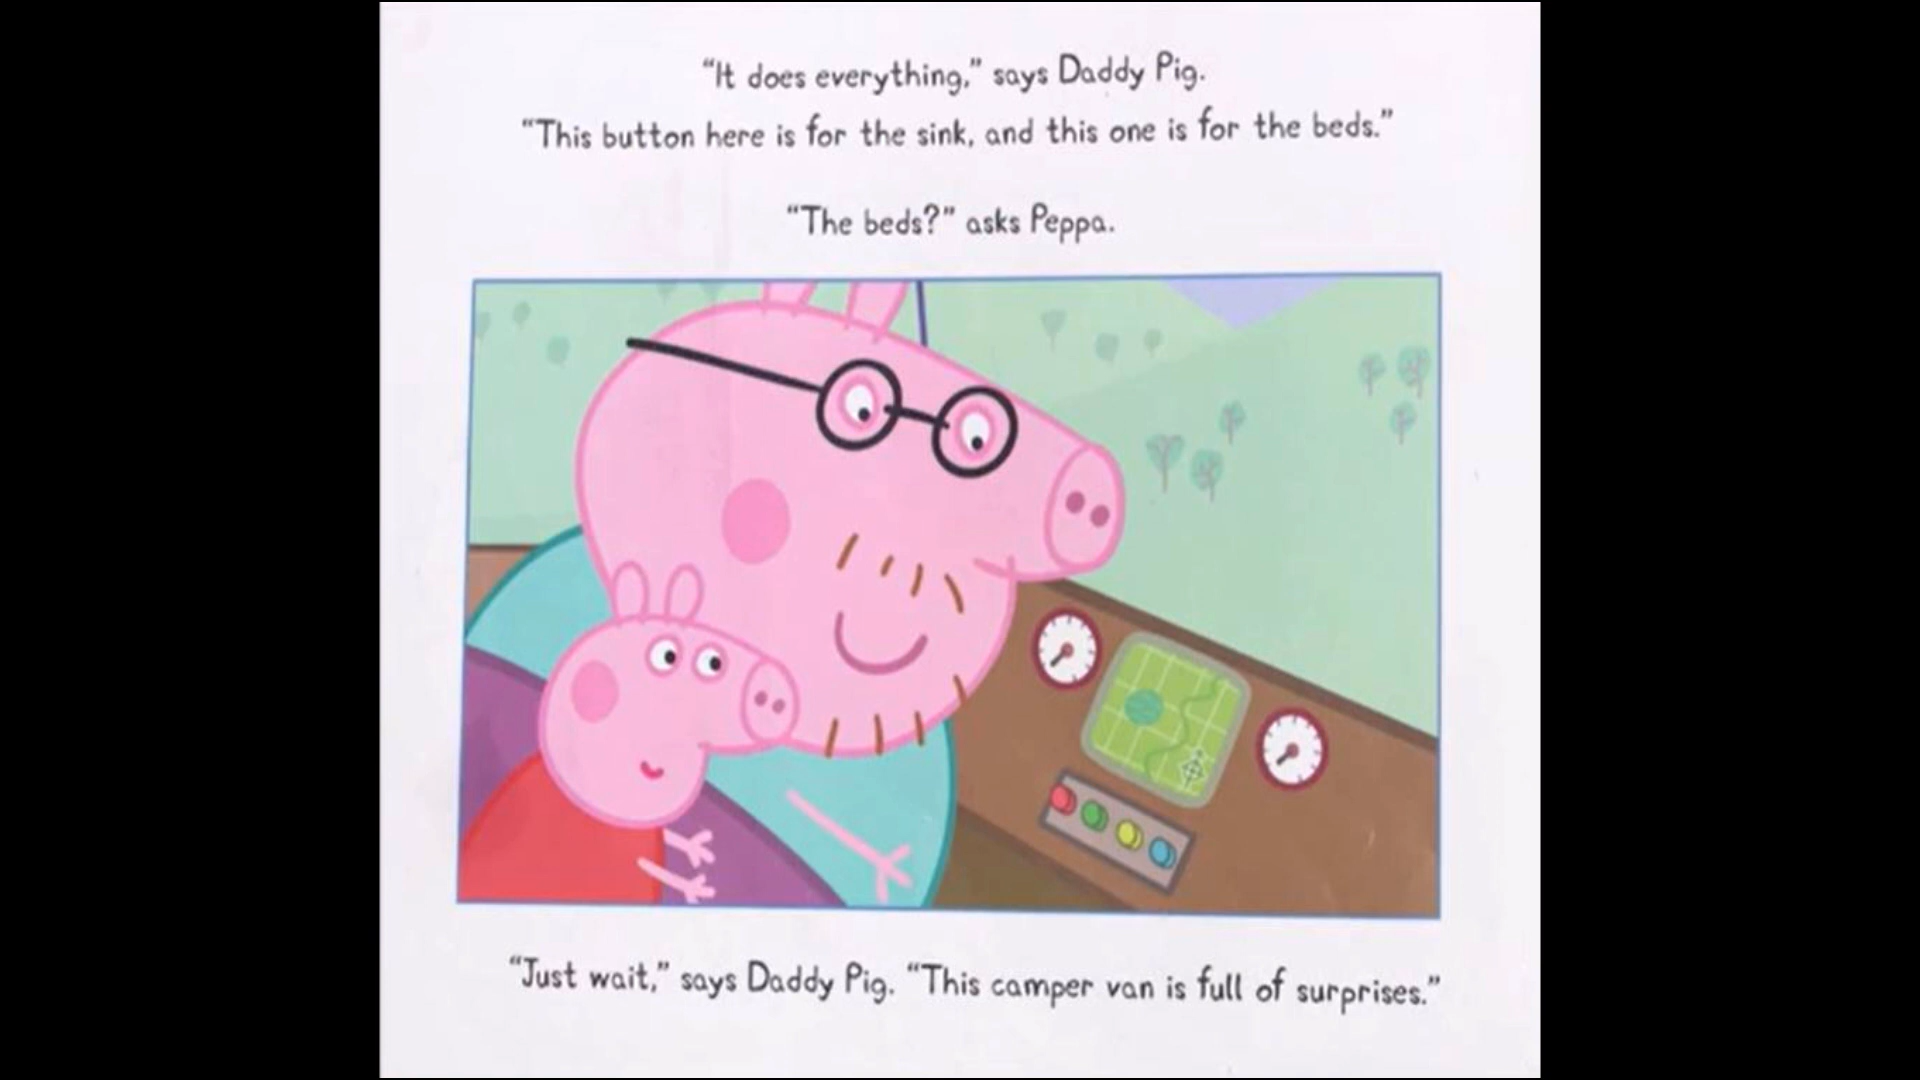 “It does everything,” says Daddy Pig.
“This button here is for the sink, and this one is for the beds.”
“The beds?” asks Peppa.
“Just wait,” says Daddy Pig. “This camper van is full of surprises.”